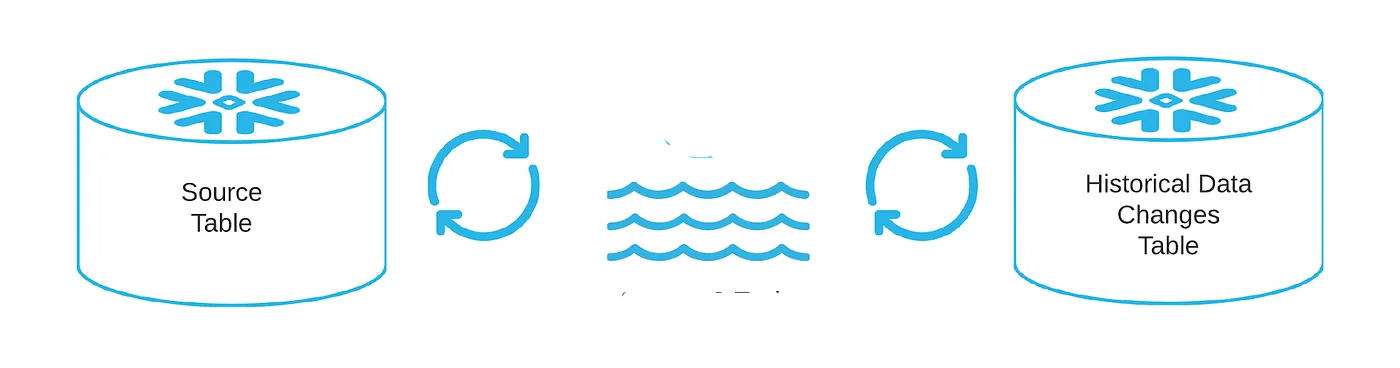 Source
Table
Historical Data
Changes
Table